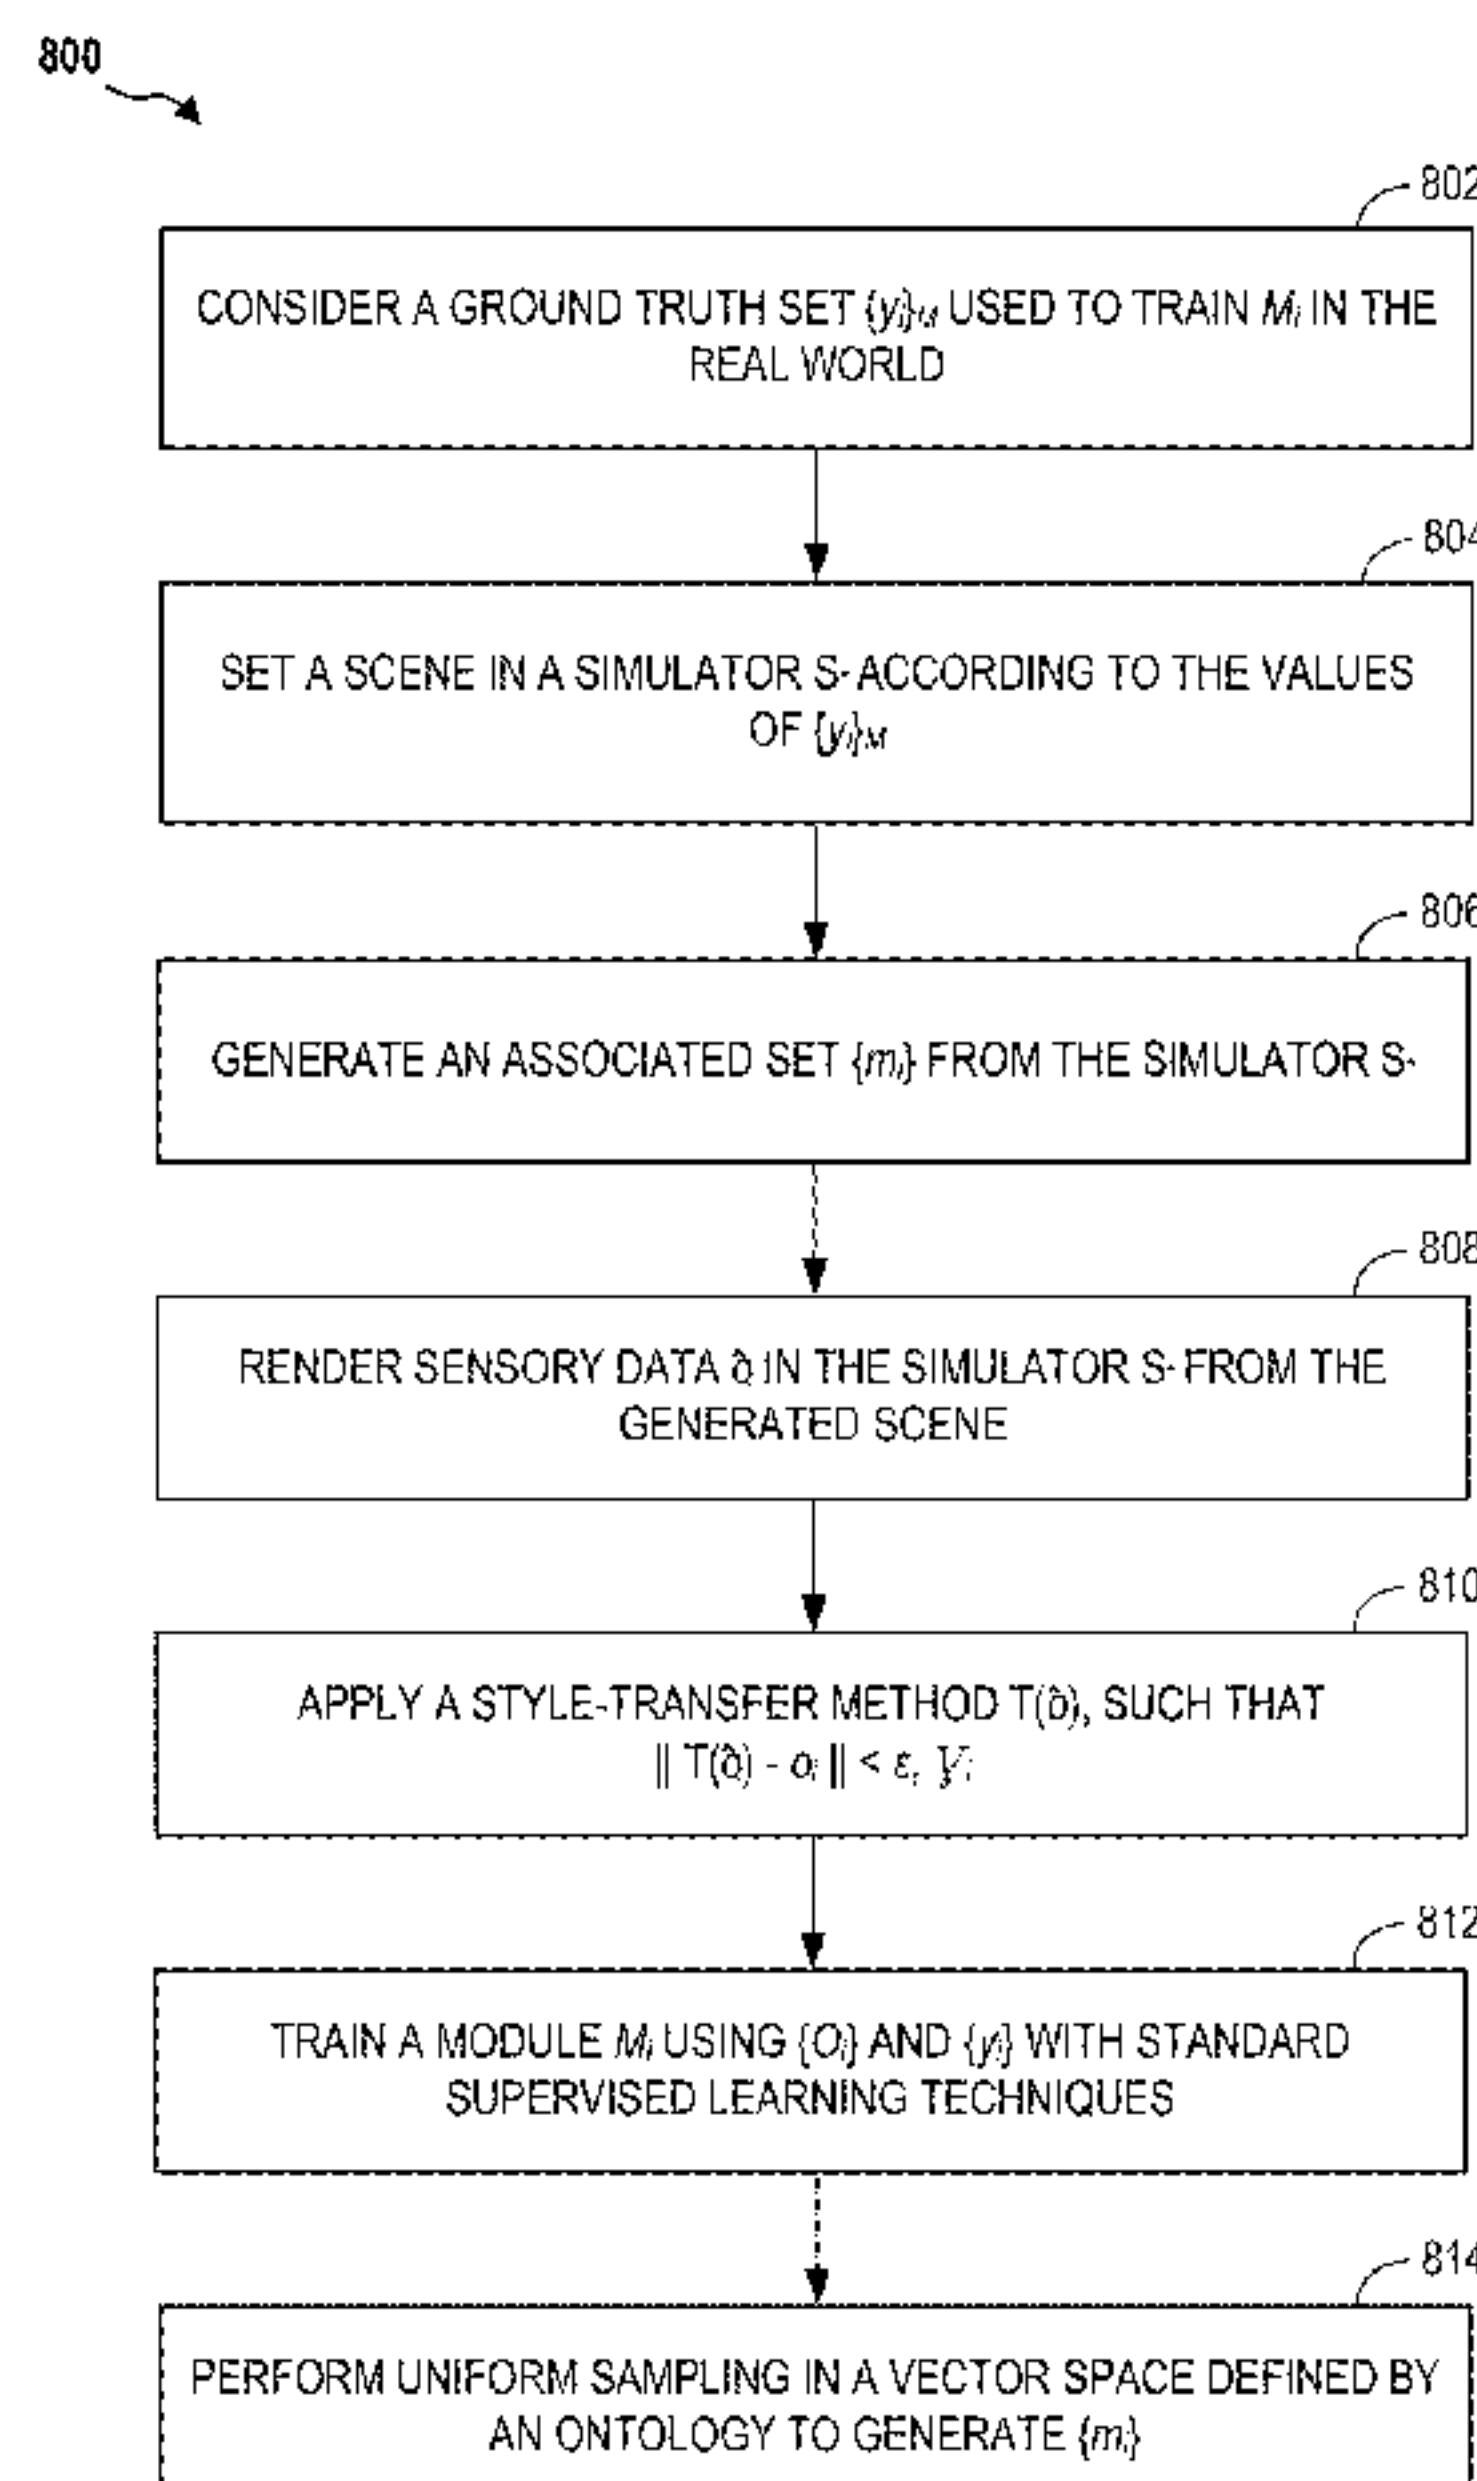 800
802
CONSIDER A GROUND TRUTH SET {yᵢ}M USED TO TRAIN Mᵢ IN THE
REAL WORLD
804
SET A SCENE IN A SIMULATOR S- ACCORDING TO THE VALUES
OF {yᵢ}M
806
GENERATE AN ASSOCIATED SET {mᵢ} FROM THE SIMULATOR S-
808
RENDER SENSORY DATA ô IN THE SIMULATOR S- FROM THE
GENERATED SCENE
810
APPLY A STYLE-TRANSFER METHOD T(ô), SUCH THAT
|| T(ô) - oᵢ || < ε, ∀ᵢ
812
TRAIN A MODULE Mᵢ USING {Oᵢ} AND {yᵢ} WITH STANDARD
SUPERVISED LEARNING TECHNIQUES
814
PERFORM UNIFORM SAMPLING IN A VECTOR SPACE DEFINED BY
AN ONTOLOGY TO GENERATE {mᵢ}